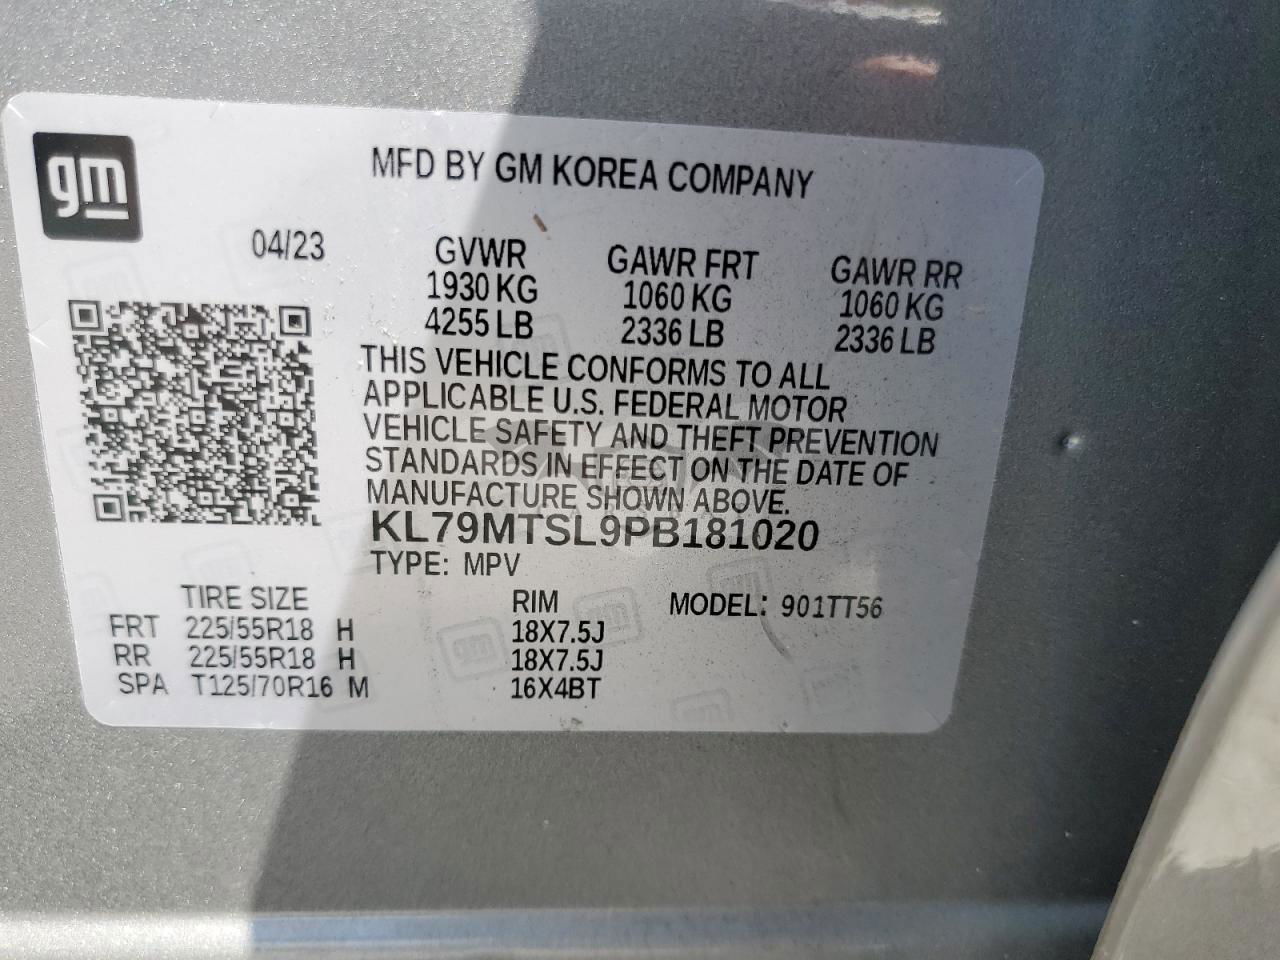 gm
MFD BY GM KOREA COMPANY
04/23
GVWR GAWR FRT GAWR RR
1930 KG 1060 KG 1060 KG
4255 LB 2336 LB 2336 LB
THIS VEHICLE CONFORMS TO ALL
APPLICABLE U.S. FEDERAL MOTOR
VEHICLE SAFETY AND THEFT PREVENTION
STANDARDS IN EFFECT ON THE DATE OF
MANUFACTURE SHOWN ABOVE.
KL79MTSL9PB181020
TYPE: MPV
TIRE SIZE RIM MODEL: 901TT56
FRT 225/55R18 H 18X7.5J
RR 225/55R18 H 18X7.5J
SPA T125/70R16 M 16X4BT